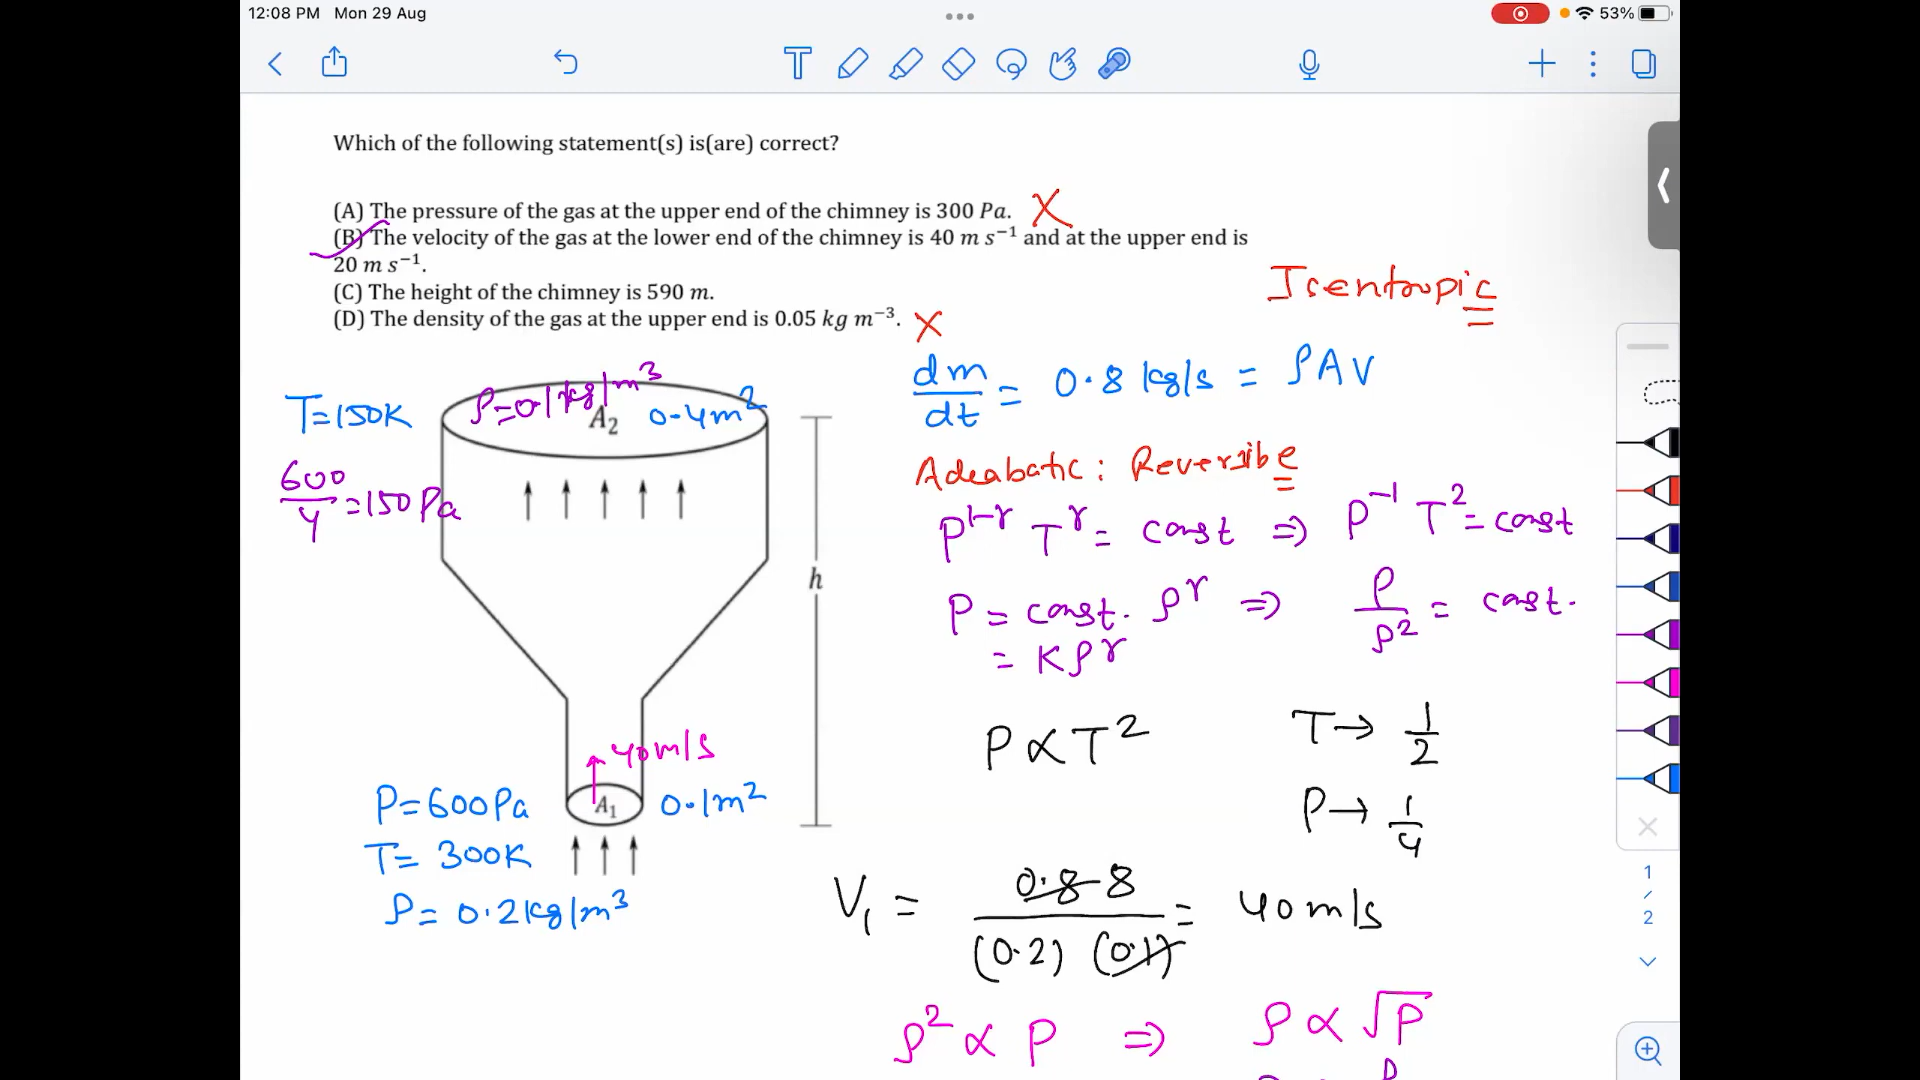 12:08 PM Mon 29 Aug
53%
Which of the following statement(s) is(are) correct?
(A) The pressure of the gas at the upper end of the chimney is 300 Pa. X
(B) The velocity of the gas at the lower end of the chimney is 40 m s⁻¹ and at the upper end is
20 m s⁻¹.
(C) The height of the chimney is 590 m.
(D) The density of the gas at the upper end is 0.05 kg m⁻³. X
Isentropic
dm/dt = 0.8 kg/s = ρAV
T=150K
ρ=0.1kg/m³
A₂
0.4m²
600/4 = 150 Pa
Adeabatic : Reversible
P^(1-γ) T^γ = const ⇒ P⁻¹ T² = const
P = const. ρ^γ ⇒ P/ρ² = const.
= Kρ^γ
h
P ∝ T²
T → 1/2
P → 1/4
40m/s
P=600Pa
A₁
0.1m²
T= 300K
ρ= 0.2kg/m³
V₁ = 0.8 8 / (0.2) (0.1) = 40 m/s
ρ² ∝ P ⇒ ρ ∝ √P
1
/
2